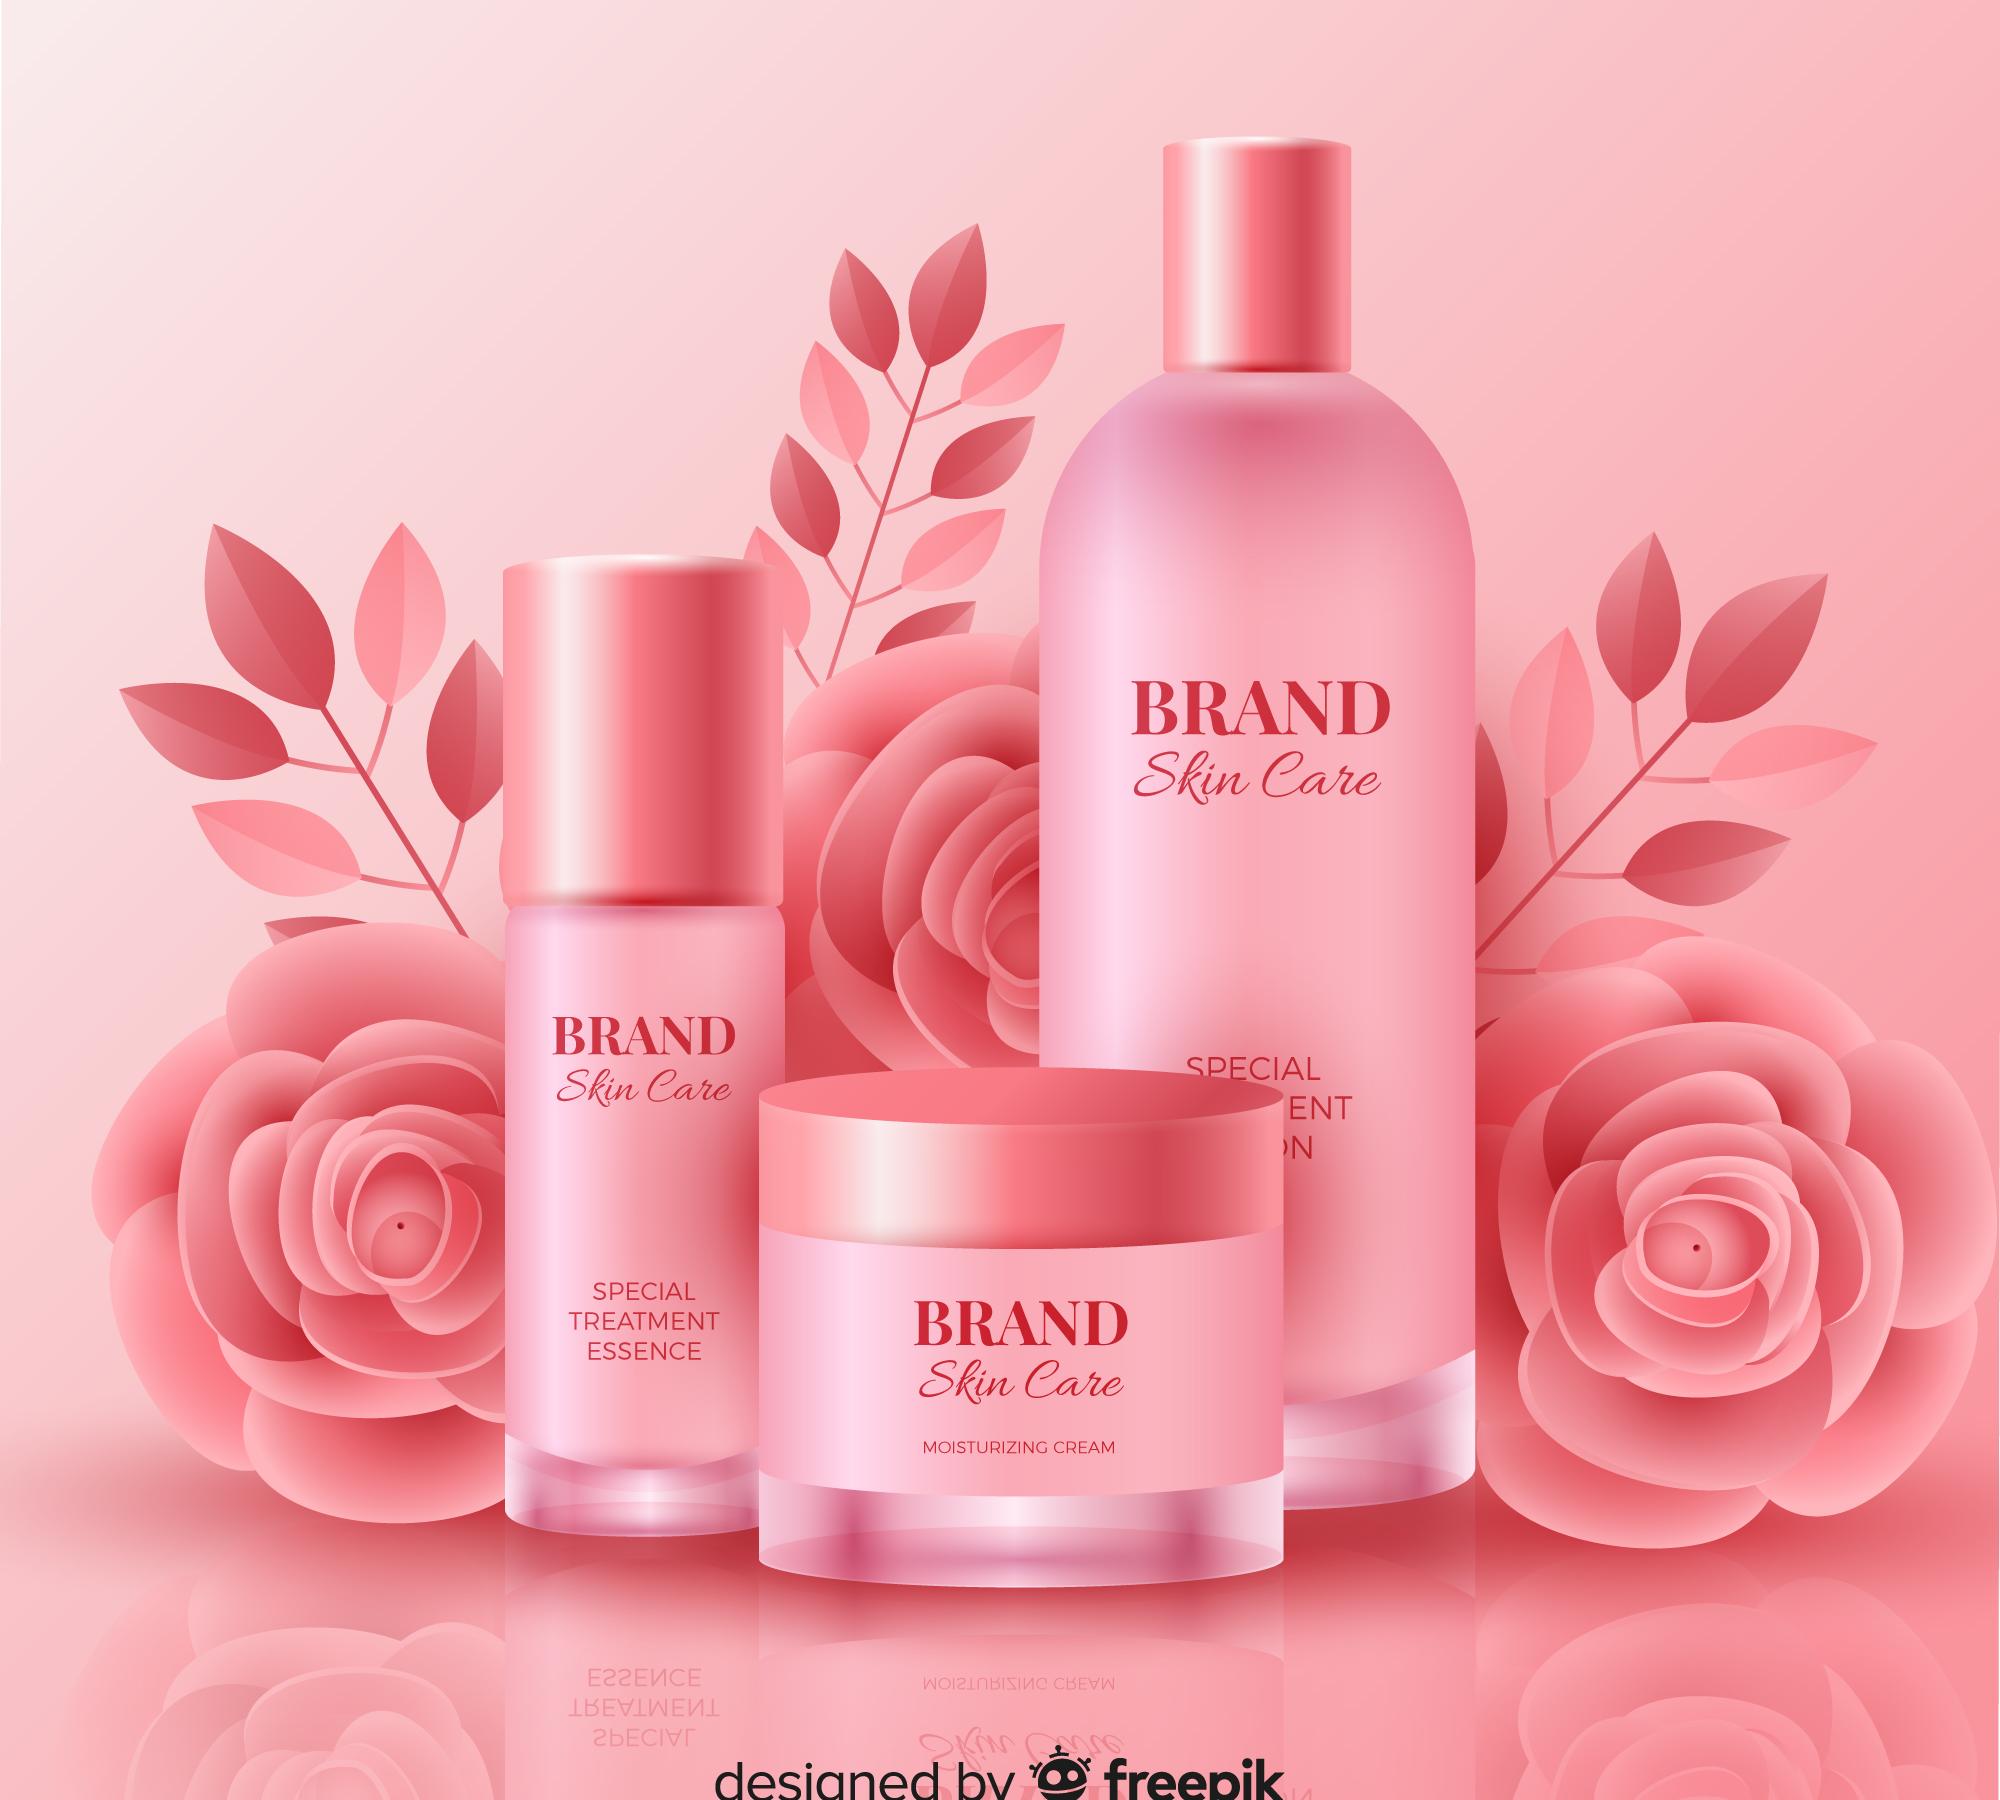 BRAND
Skin Care
SPECIAL
ENT
ON
BRAND
Skin Care
SPECIAL
TREATMENT
ESSENCE
BRAND
Skin Care
MOISTURIZING CREAM
designed by freepik